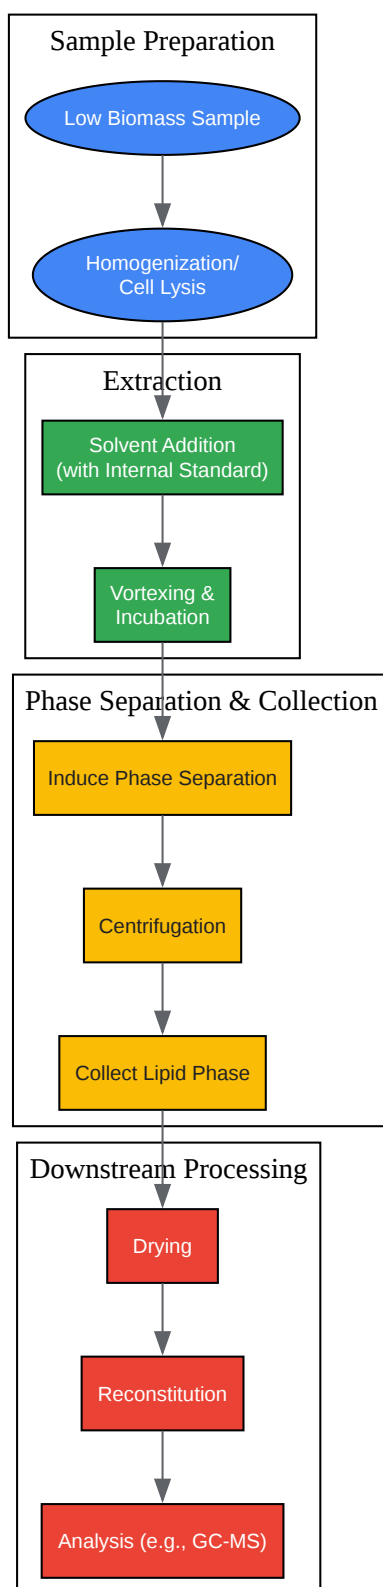 Sample Preparation
Low Biomass Sample
Homogenization/
Cell Lysis
Extraction
Solvent Addition
(with Internal Standard)
Vortexing &
Incubation
Phase Separation & Collection
Induce Phase Separation
Centrifugation
Collect Lipid Phase
Downstream Processing
Drying
Reconstitution
Analysis (e.g., GC-MS)